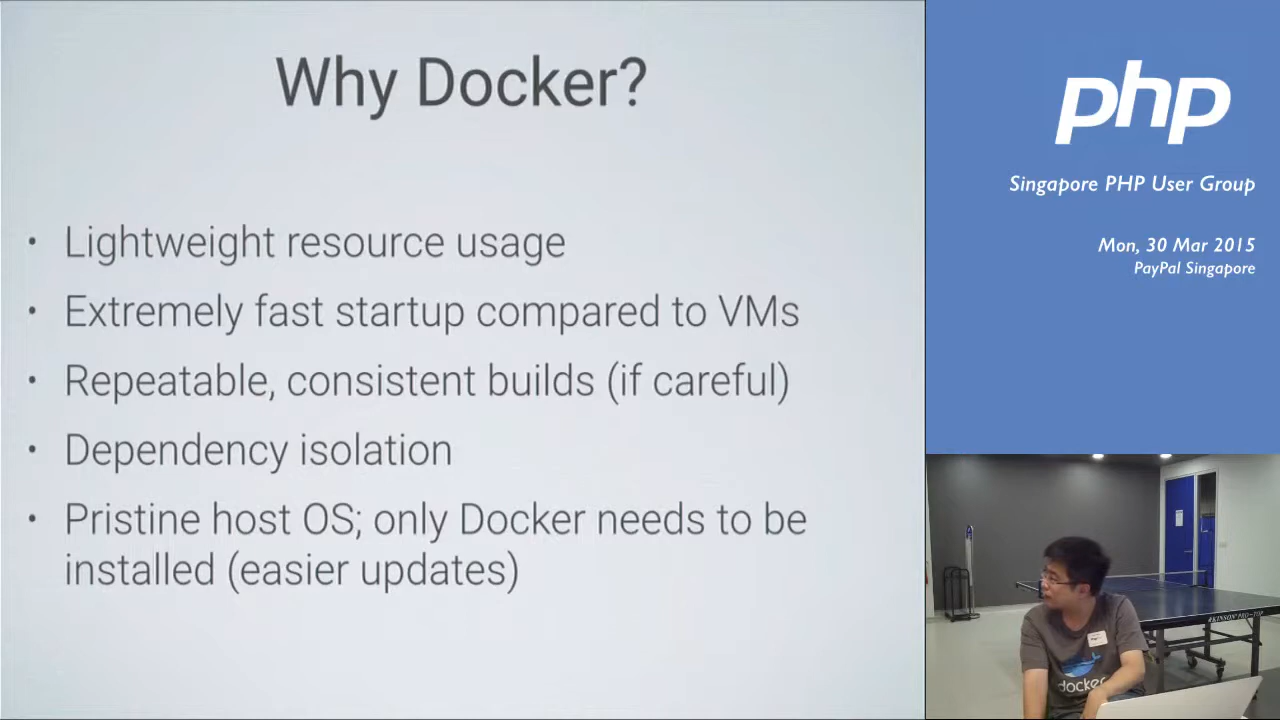 Why Docker?
• Lightweight resource usage
• Extremely fast startup compared to VMs
• Repeatable, consistent builds (if careful)
• Dependency isolation
• Pristine host OS; only Docker needs to be
installed (easier updates)
php
Singapore PHP User Group
Mon, 30 Mar 2015
PayPal Singapore
docker